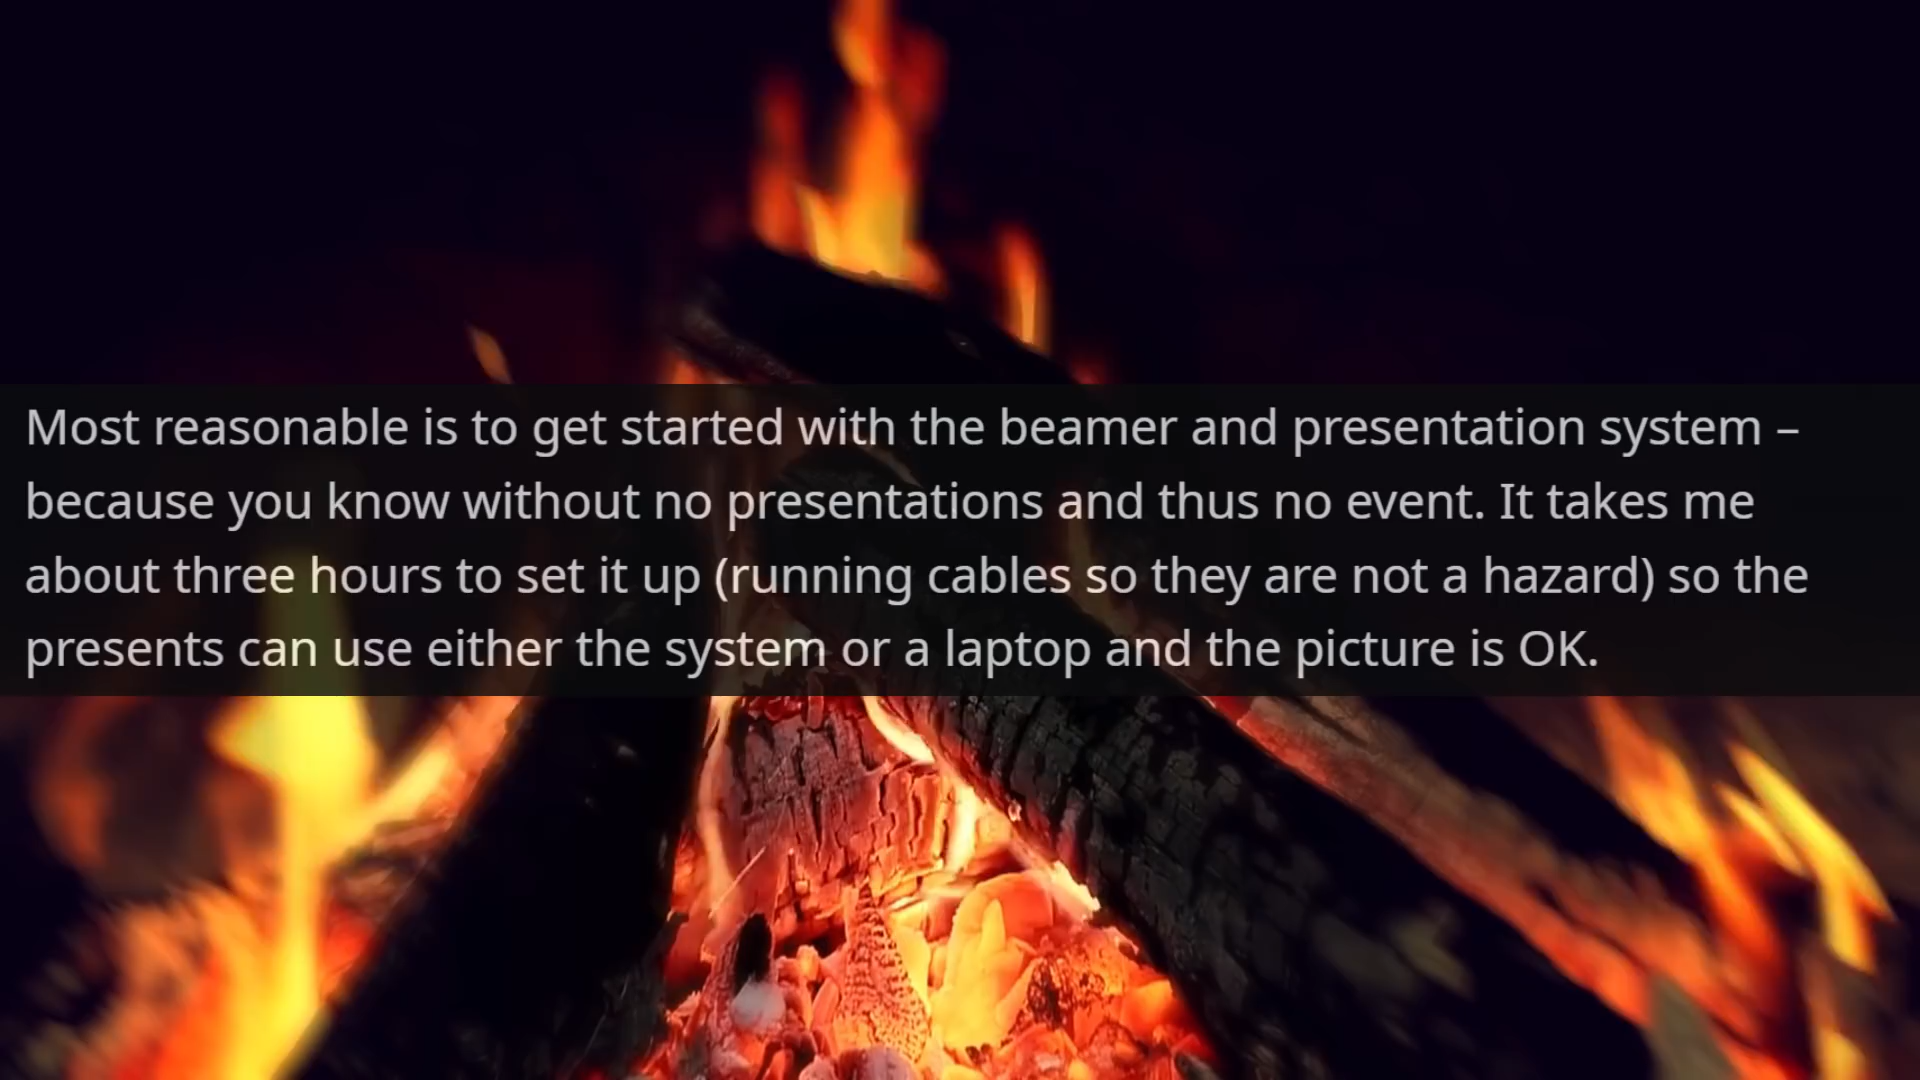 Most reasonable is to get started with the beamer and presentation system –
because you know without no presentations and thus no event. It takes me
about three hours to set it up (running cables so they are not a hazard) so the
presents can use either the system or a laptop and the picture is OK.